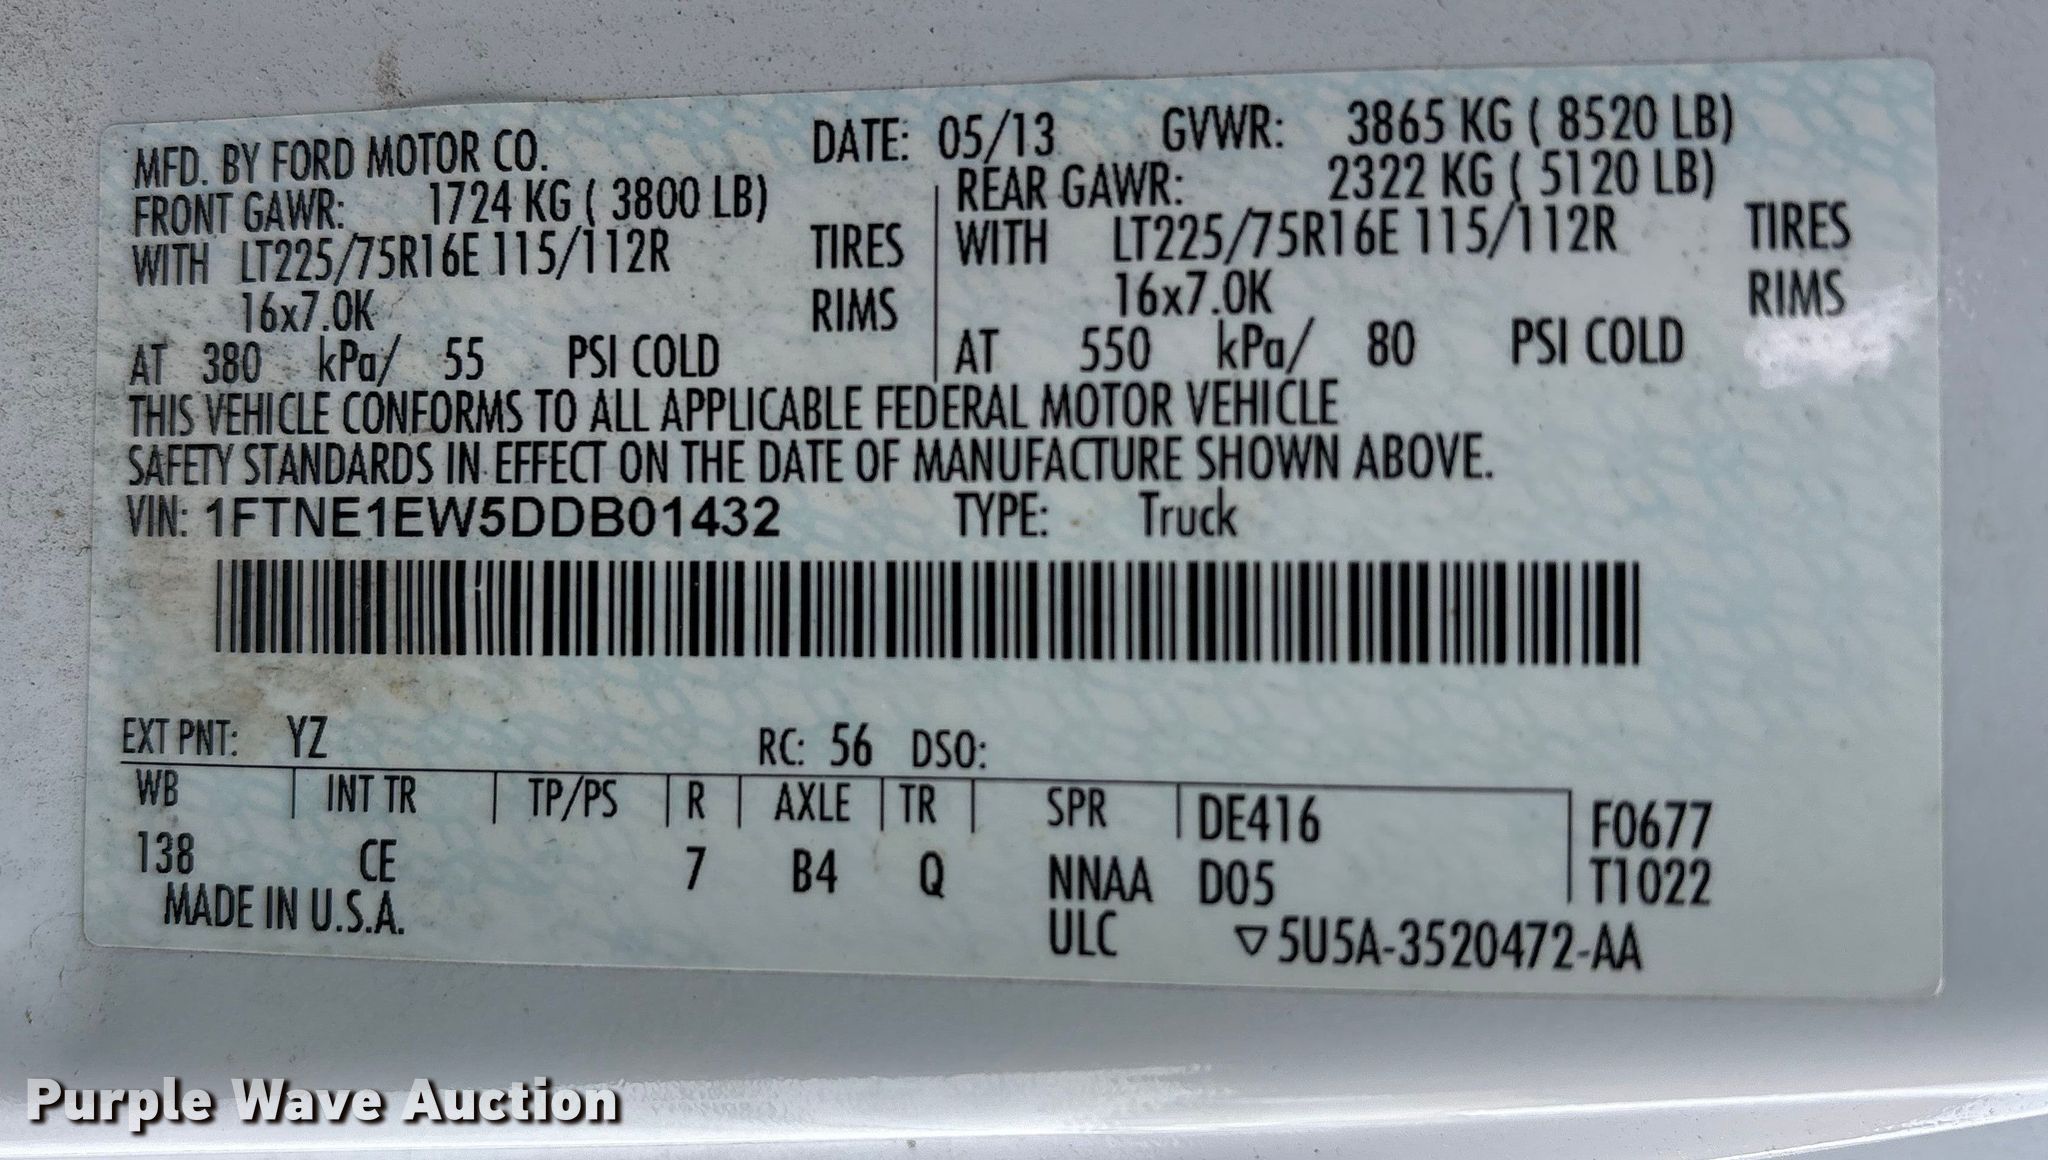 MFD. BY FORD MOTOR CO. DATE: 05/13 GVWR: 3865 KG ( 8520 LB)
FRONT GAWR: 1724 KG ( 3800 LB) REAR GAWR: 2322 KG ( 5120 LB)
WITH LT225/75R16E 115/112R TIRES WITH LT225/75R16E 115/112R TIRES
16x7.0K RIMS 16x7.0K RIMS
AT 380 kPa/ 55 PSI COLD AT 550 kPa/ 80 PSI COLD
THIS VEHICLE CONFORMS TO ALL APPLICABLE FEDERAL MOTOR VEHICLE
SAFETY STANDARDS IN EFFECT ON THE DATE OF MANUFACTURE SHOWN ABOVE.
VIN: 1FTNE1EW5DDB01432 TYPE: Truck
EXT PNT: YZ RC: 56 DSO:
WB INT TR TP/PS R AXLE TR SPR DE416 F0677
138 CE 7 B4 Q NNAA D05 T1022
MADE IN U.S.A. ULC ▽5U5A-3520472-AA
Purple Wave Auction